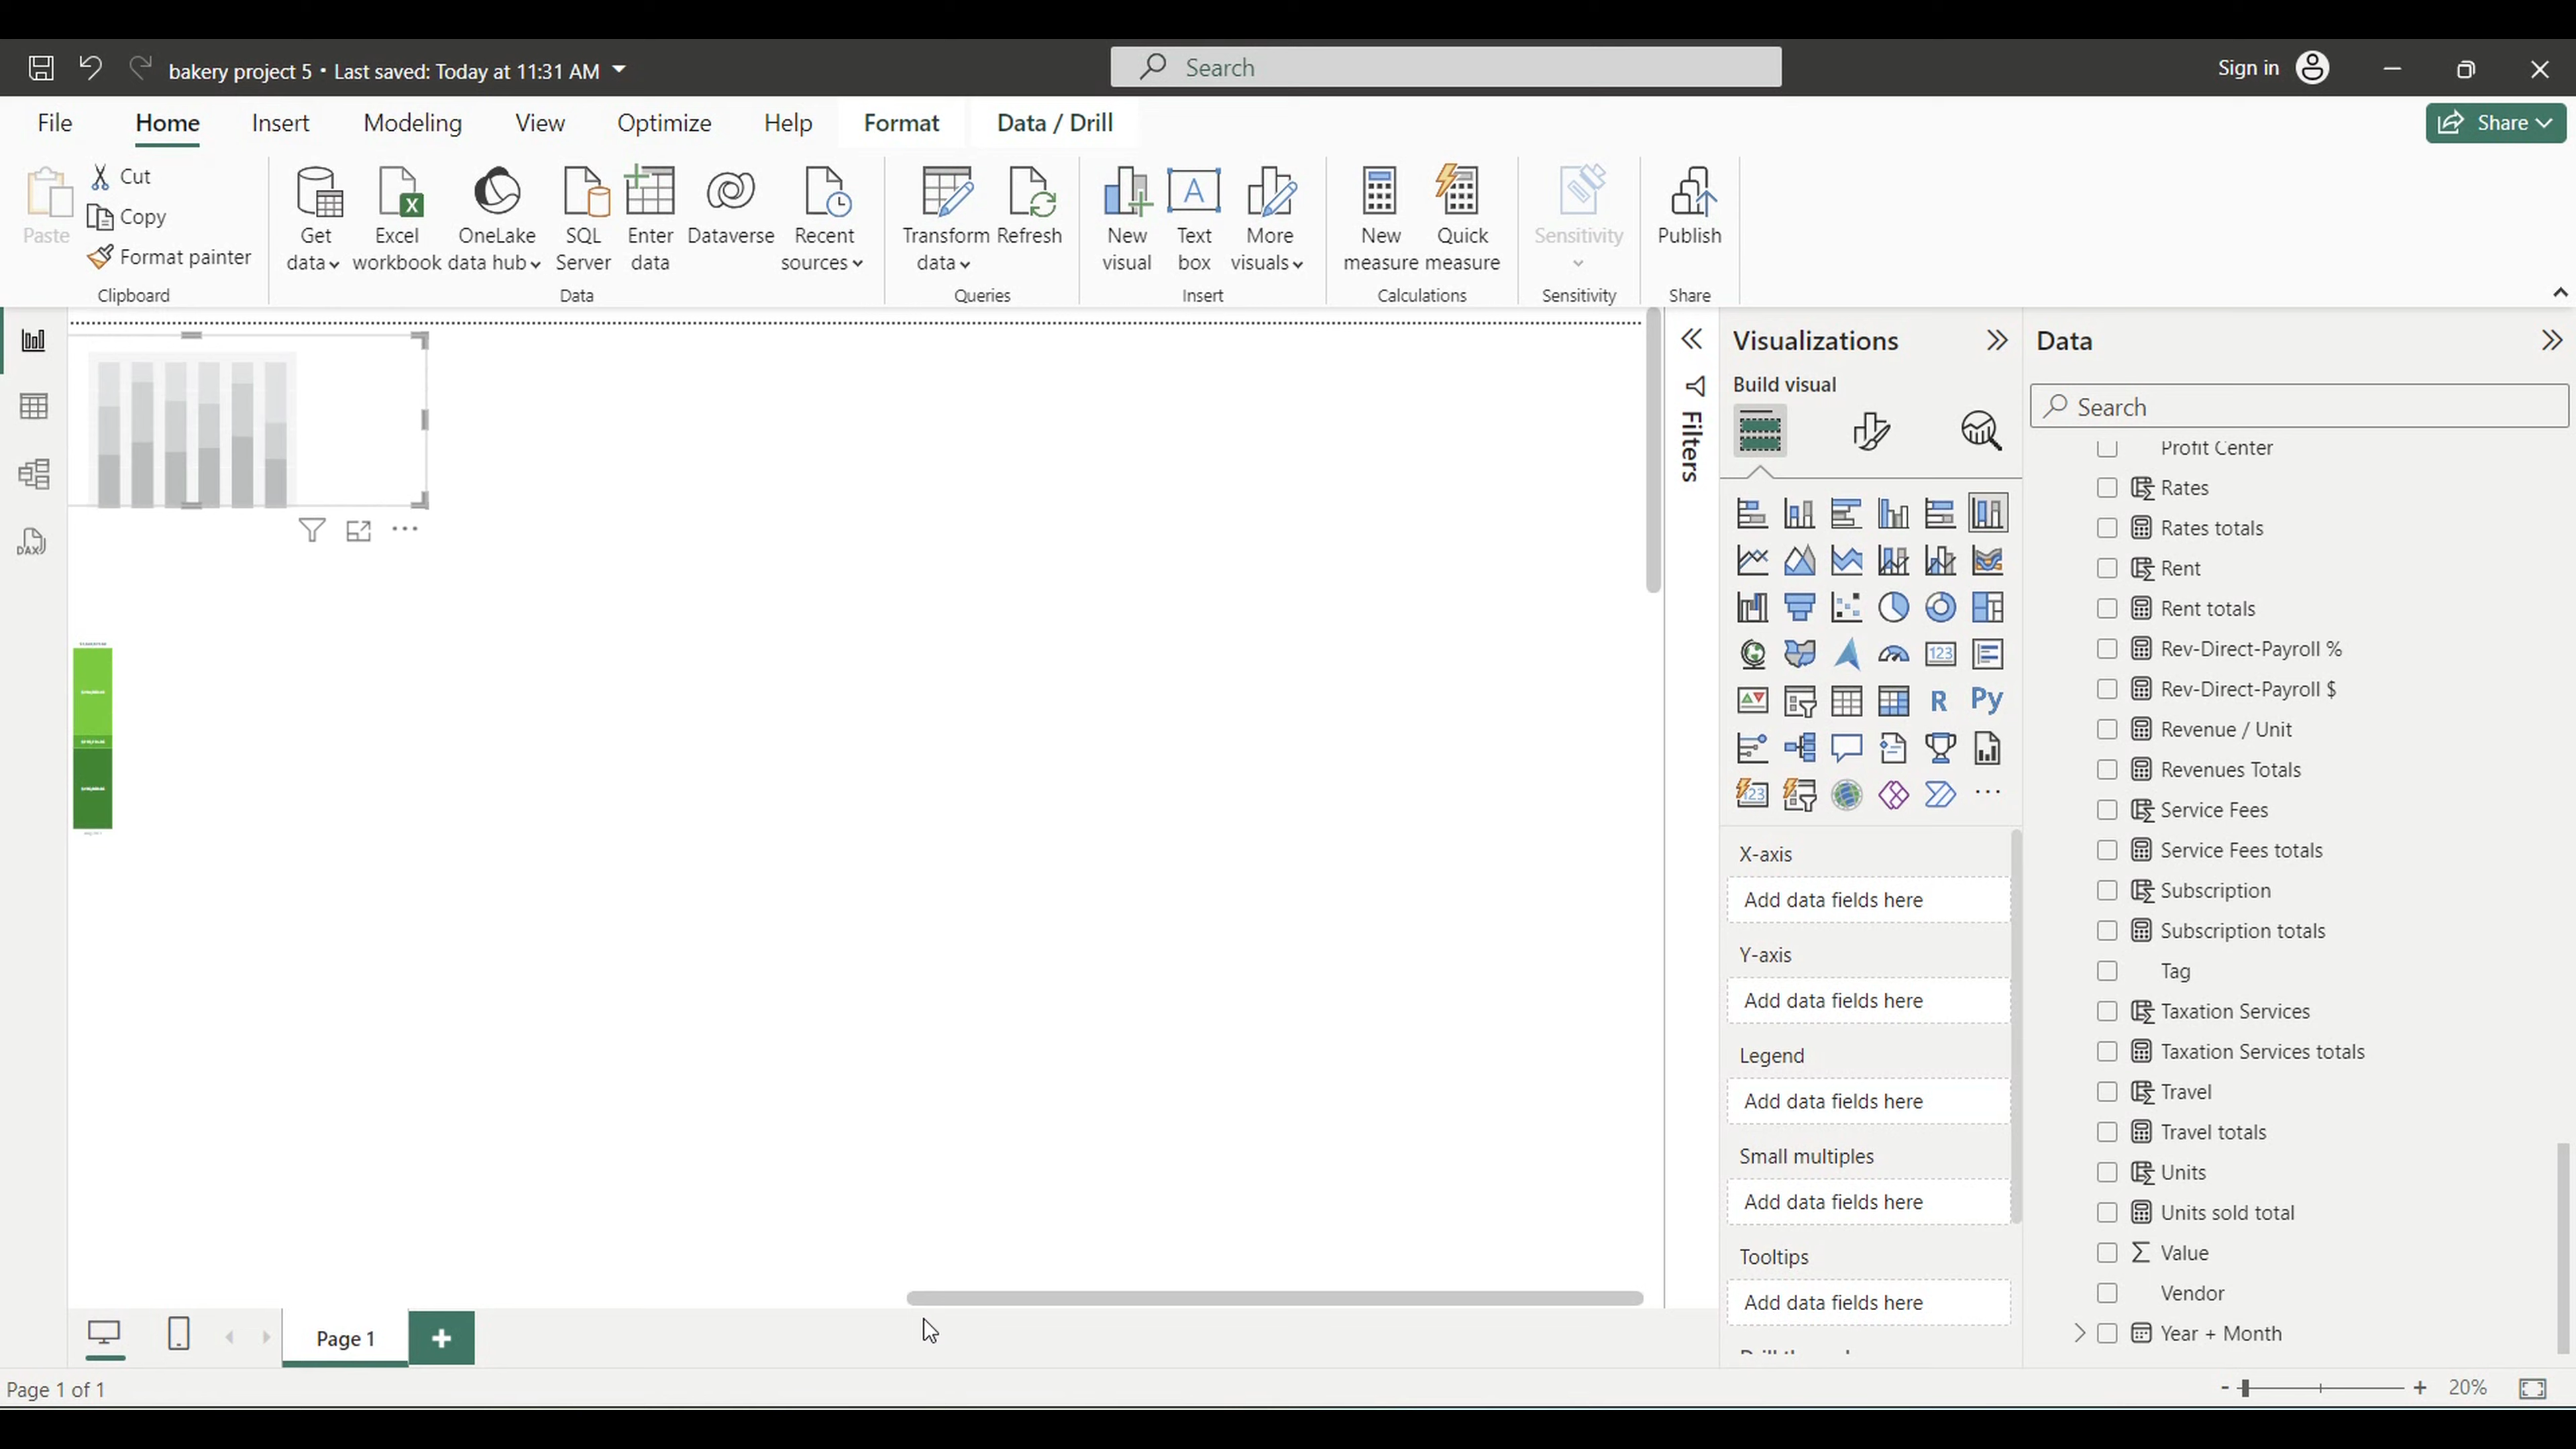 bakery project 5 • Last saved: Today at 11:31 AM
Search
Sign in
File Home Insert Modeling View Optimize Help Format Data / Drill
Share
Paste
Cut
Copy
Format painter
Clipboard
Get data
Excel workbook
OneLake data hub
SQL Server
Enter data
Dataverse
Recent sources
Data
Transform data
Refresh
Queries
New visual
Text box
More visuals
Insert
New measure
Quick measure
Calculations
Sensitivity
Sensitivity
Publish
Share
DAX
Filters
Visualizations
Build visual
123
R
Py
123
X-axis
Add data fields here
Y-axis
Add data fields here
Legend
Add data fields here
Small multiples
Add data fields here
Tooltips
Add data fields here
Data
Search
Profit Center
Rates
Rates totals
Rent
Rent totals
Rev-Direct-Payroll %
Rev-Direct-Payroll $
Revenue / Unit
Revenues Totals
Service Fees
Service Fees totals
Subscription
Subscription totals
Tag
Taxation Services
Taxation Services totals
Travel
Travel totals
Units
Units sold total
Value
Vendor
Year + Month
Page 1
Page 1 of 1
- + 20%